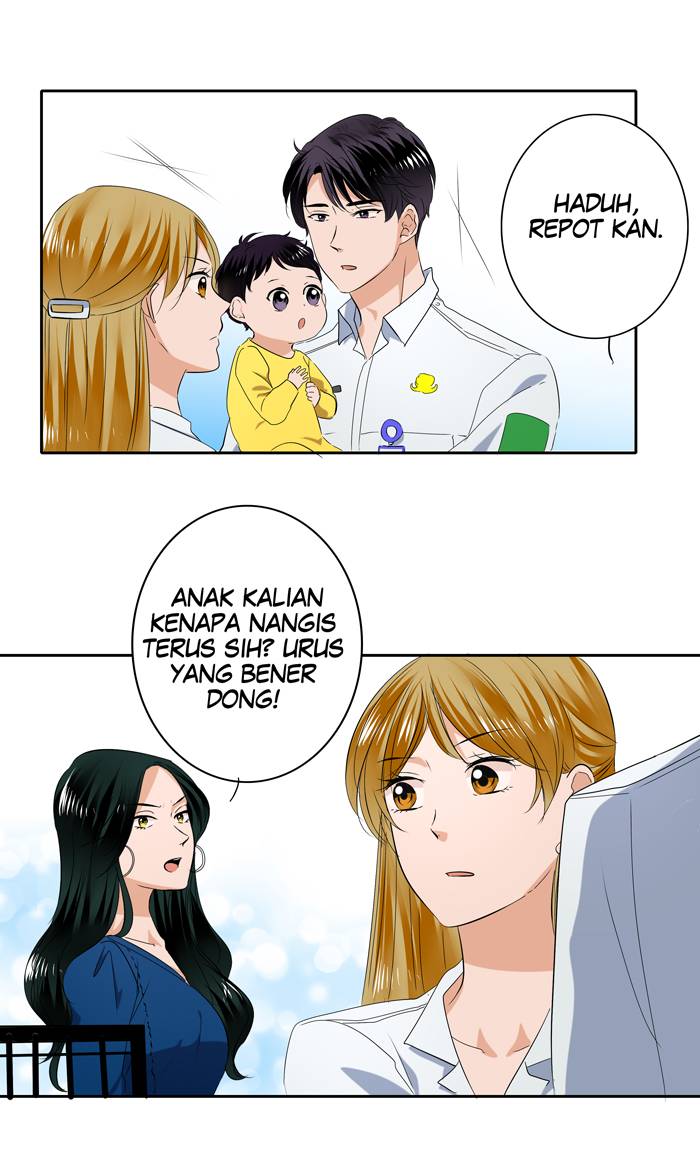 HADUH,
REPOT KAN.
ANAK KALIAN
KENAPA NANGIS
TERUS SIH? URUS
YANG BENER
DONG!